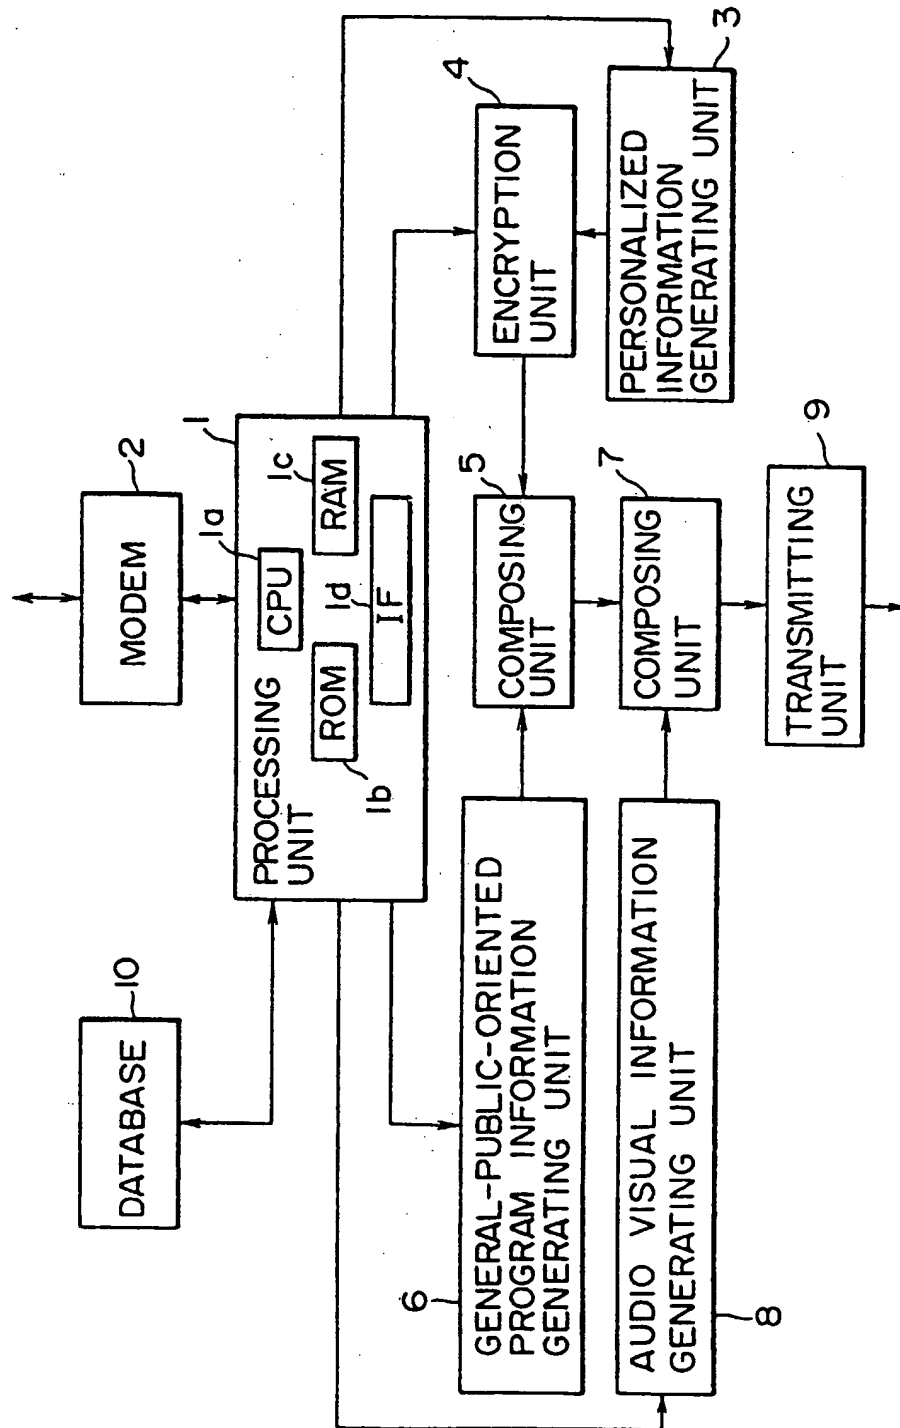 DATABASE
10
MODEM
2
PROCESSING
UNIT
1
CPU
1a
ROM
1b
RAM
1c
IF
1d
GENERAL-PUBLIC-ORIENTED
PROGRAM INFORMATION
GENERATING UNIT
6
COMPOSING
UNIT
5
ENCRYPTION
UNIT
4
AUDIO VISUAL INFORMATION
GENERATING UNIT
8
COMPOSING
UNIT
7
PERSONALIZED
INFORMATION
GENERATING UNIT
3
TRANSMITTING
UNIT
9